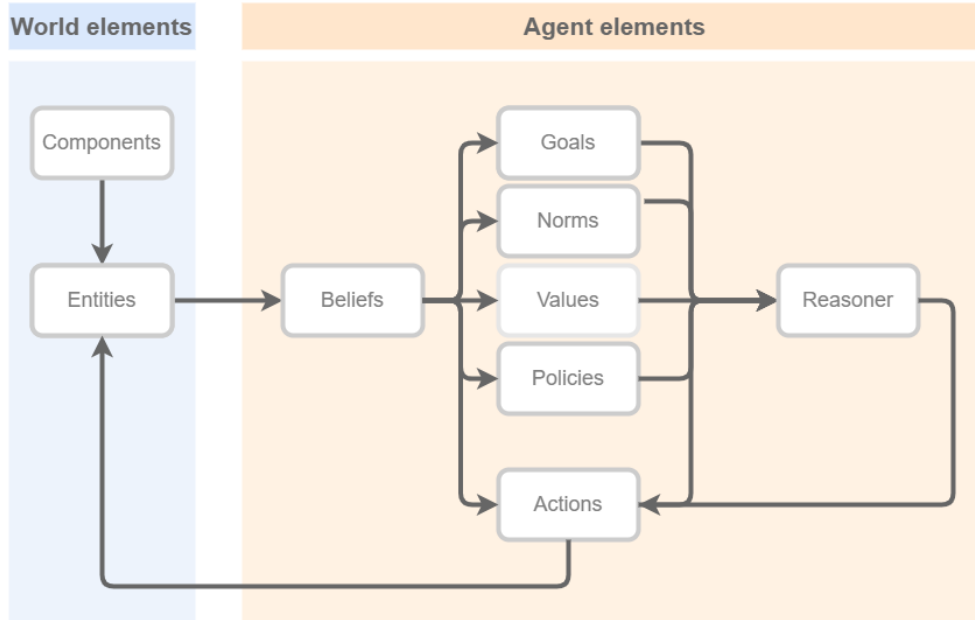 World elements
Agent elements
Components
Goals
Norms
Entities
Beliefs
Values
Reasoner
Policies
Actions